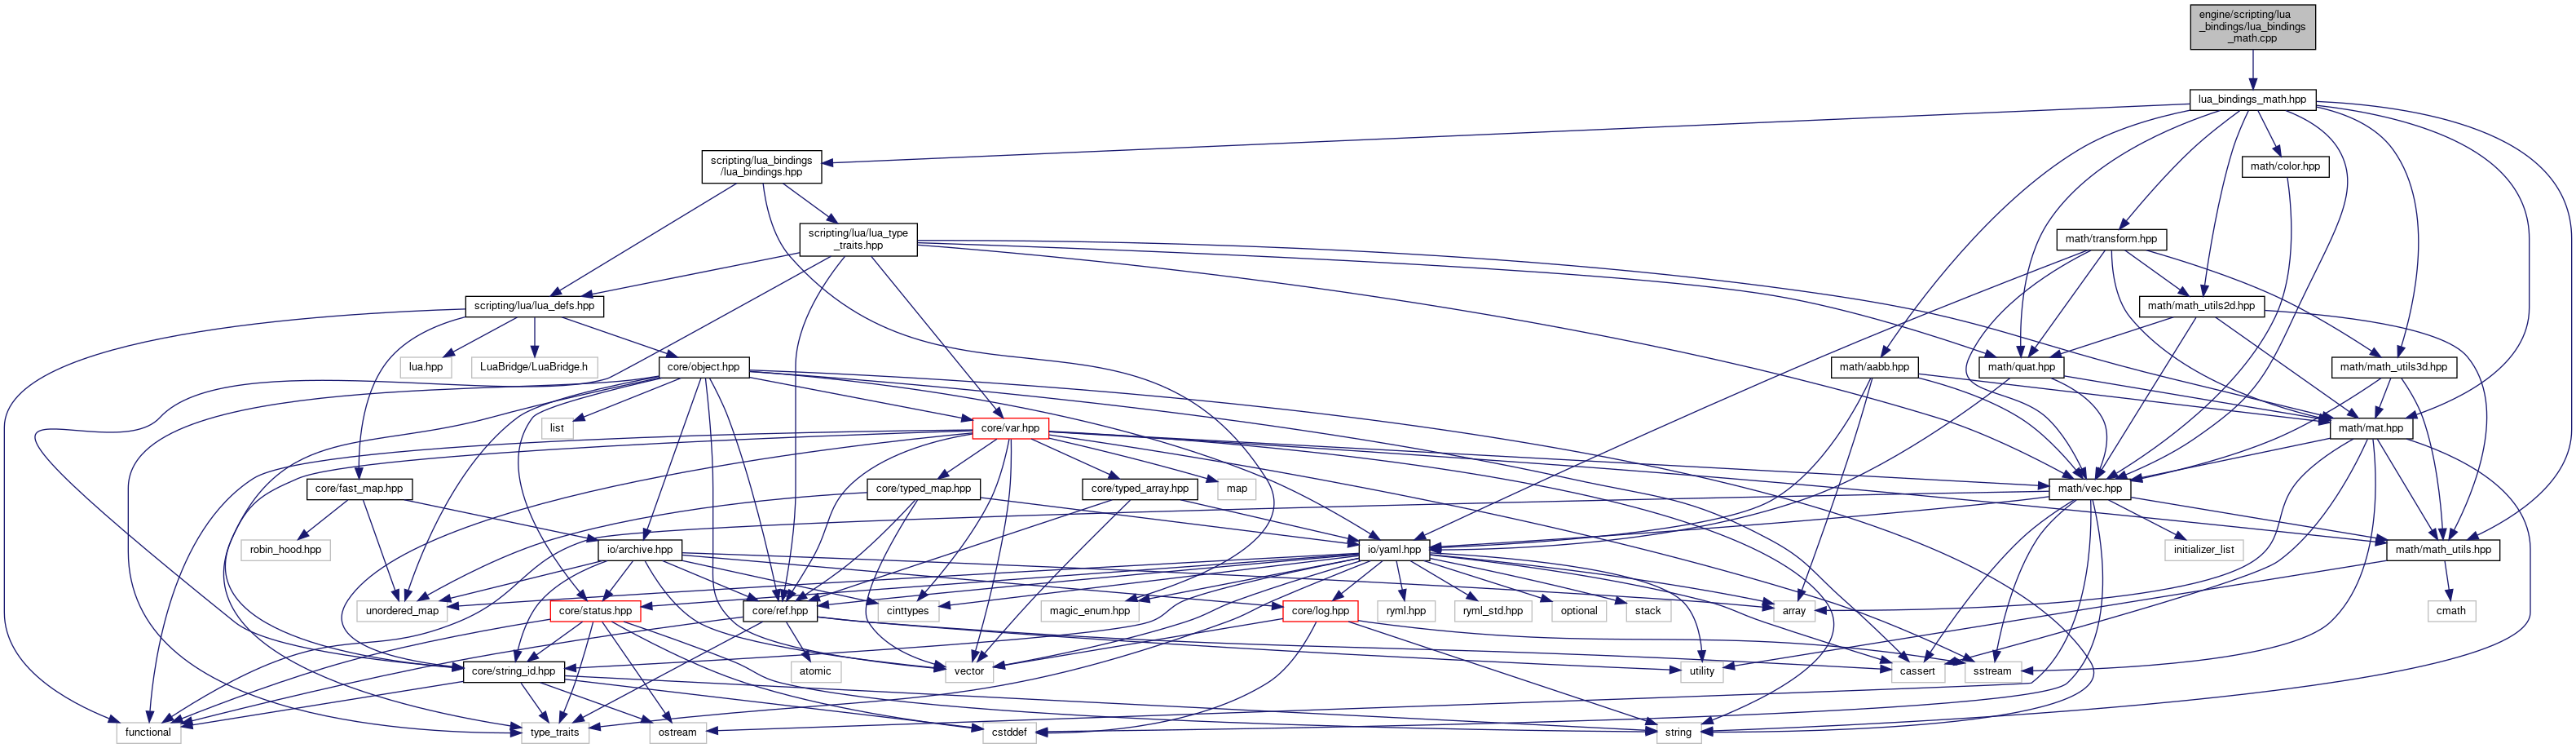 engine/scripting/lua
_bindings/lua_bindings
_math.cpp
lua_bindings_math.hpp
scripting/lua_bindings
/lua_bindings.hpp
math/color.hpp
scripting/lua/lua_type
_traits.hpp
math/transform.hpp
scripting/lua/lua_defs.hpp
math/math_utils2d.hpp
lua.hpp
LuaBridge/LuaBridge.h
core/object.hpp
math/aabb.hpp
math/quat.hpp
math/math_utils3d.hpp
list
core/var.hpp
math/mat.hpp
core/fast_map.hpp
core/typed_map.hpp
core/typed_array.hpp
map
math/vec.hpp
robin_hood.hpp
io/archive.hpp
io/yaml.hpp
initializer_list
math/math_utils.hpp
unordered_map
core/status.hpp
core/ref.hpp
cinttypes
magic_enum.hpp
core/log.hpp
ryml.hpp
ryml_std.hpp
optional
stack
array
cmath
core/string_id.hpp
atomic
vector
utility
cassert
sstream
functional
type_traits
ostream
cstddef
string